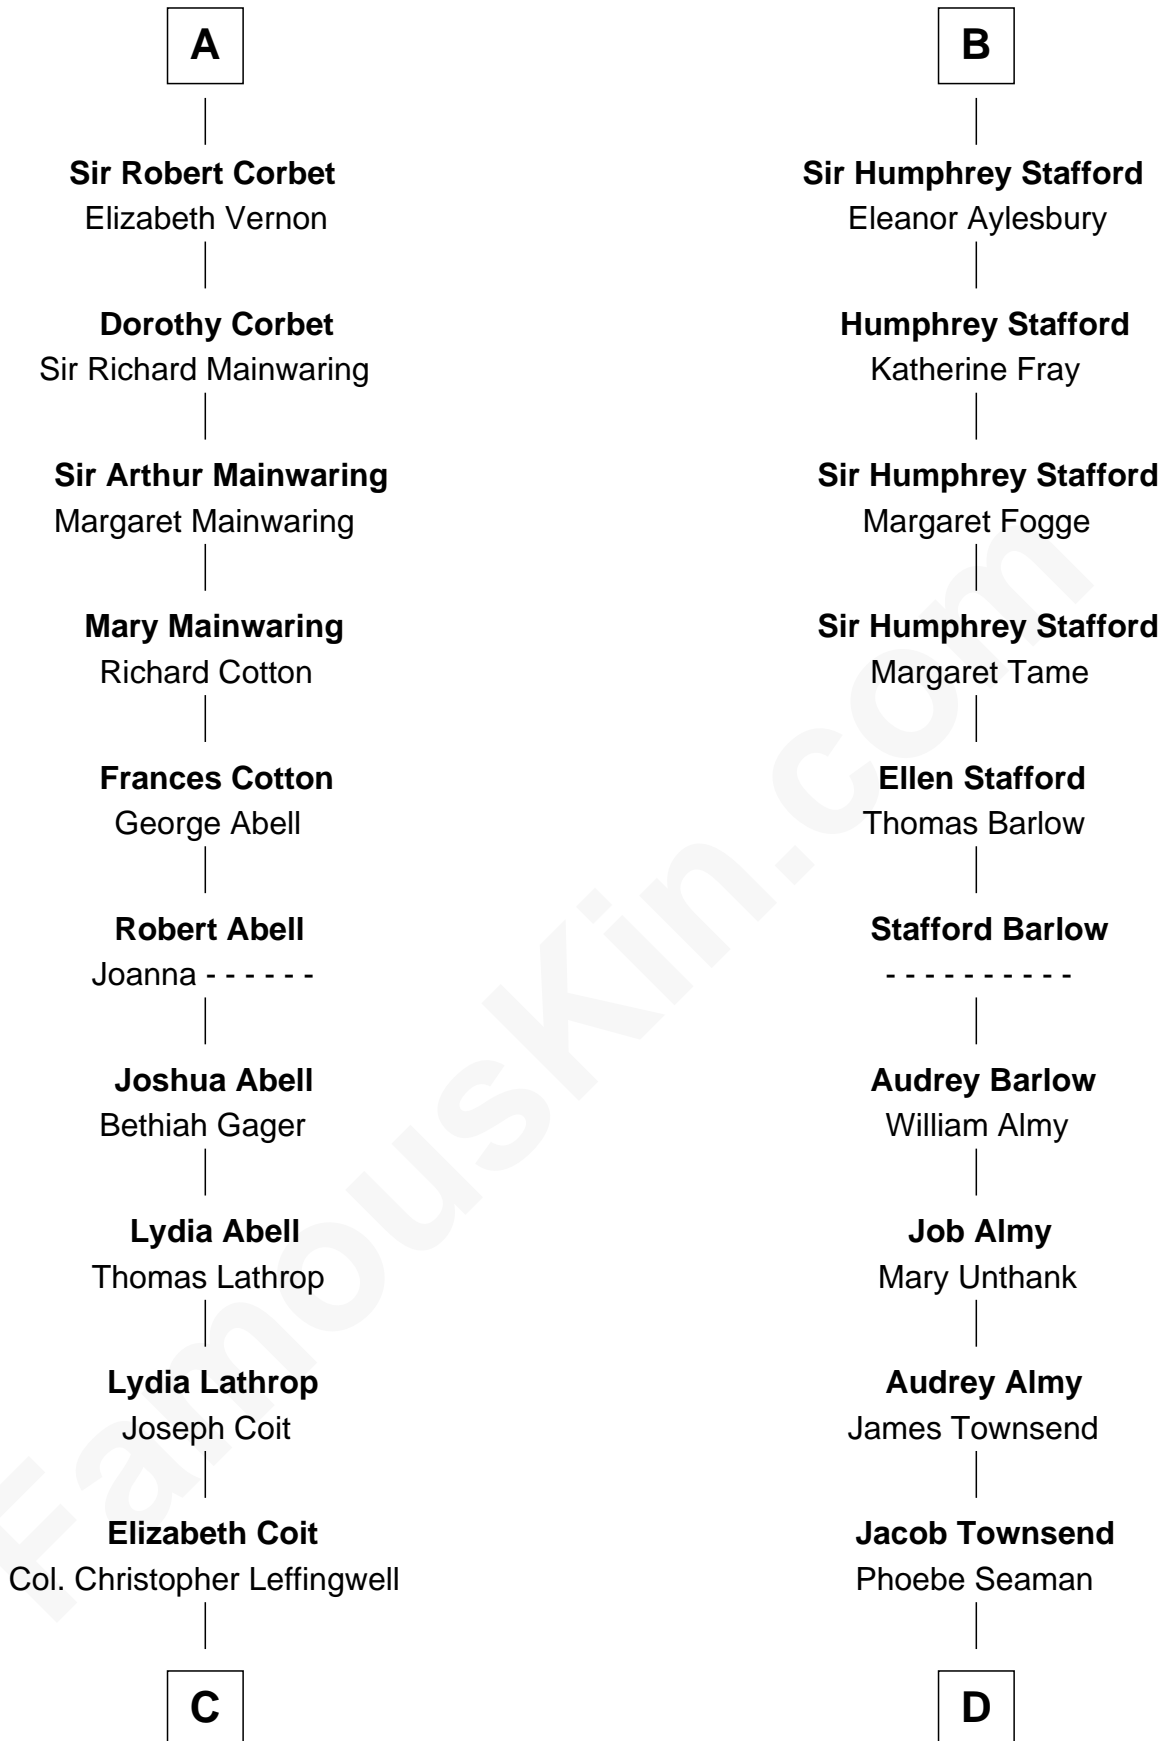 A
Sir Robert Corbet
Elizabeth Vernon
Dorothy Corbet
Sir Richard Mainwaring
Sir Arthur Mainwaring
Margaret Mainwaring
Mary Mainwaring
Richard Cotton
Frances Cotton
George Abell
Robert Abell
Joanna - - - - - -
Joshua Abell
Bethiah Gager
Lydia Abell
Thomas Lathrop
Lydia Lathrop
Joseph Coit
Elizabeth Coit
Col. Christopher Leffingwell
C
B
Sir Humphrey Stafford
Eleanor Aylesbury
Humphrey Stafford
Katherine Fray
Sir Humphrey Stafford
Margaret Fogge
Sir Humphrey Stafford
Margaret Tame
Ellen Stafford
Thomas Barlow
Stafford Barlow
- - - - - - - - - -
Audrey Barlow
William Almy
Job Almy
Mary Unthank
Audrey Almy
James Townsend
Jacob Townsend
Phoebe Seaman
D
FamousKin.com